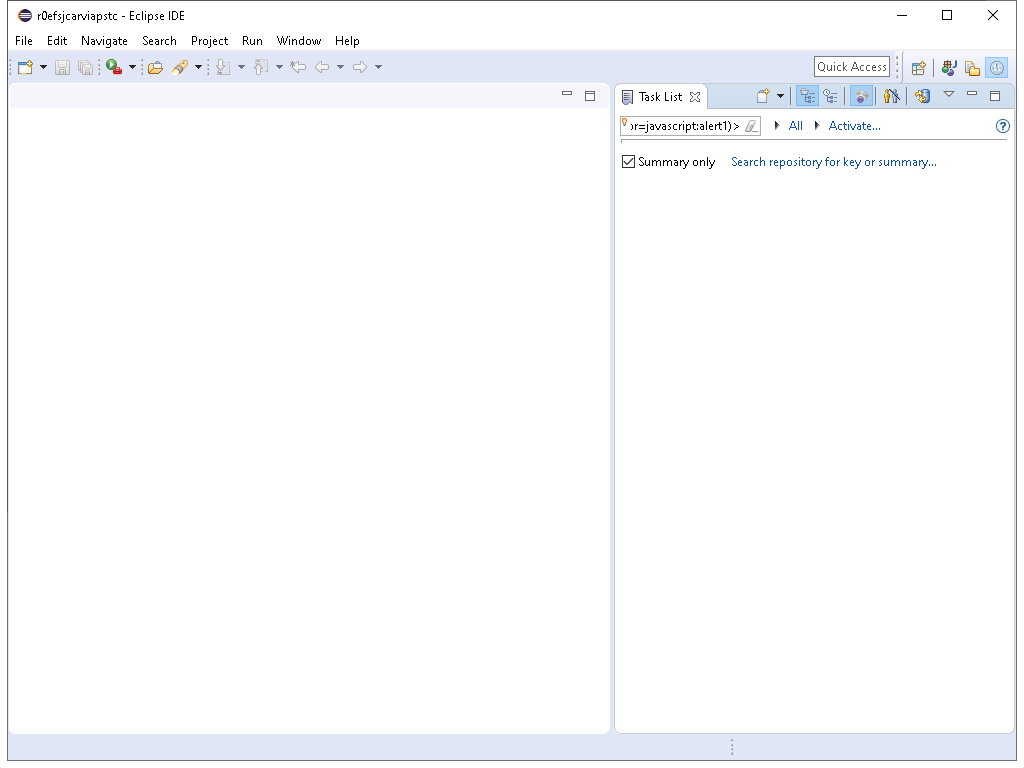 r0efsjcarviapstc - Eclipse IDE
File Edit Navigate Search Project Run Window Help
Quick Access
Task List
or=javascript:alert1)>
All
Activate...
Summary only
Search repository for key or summary...